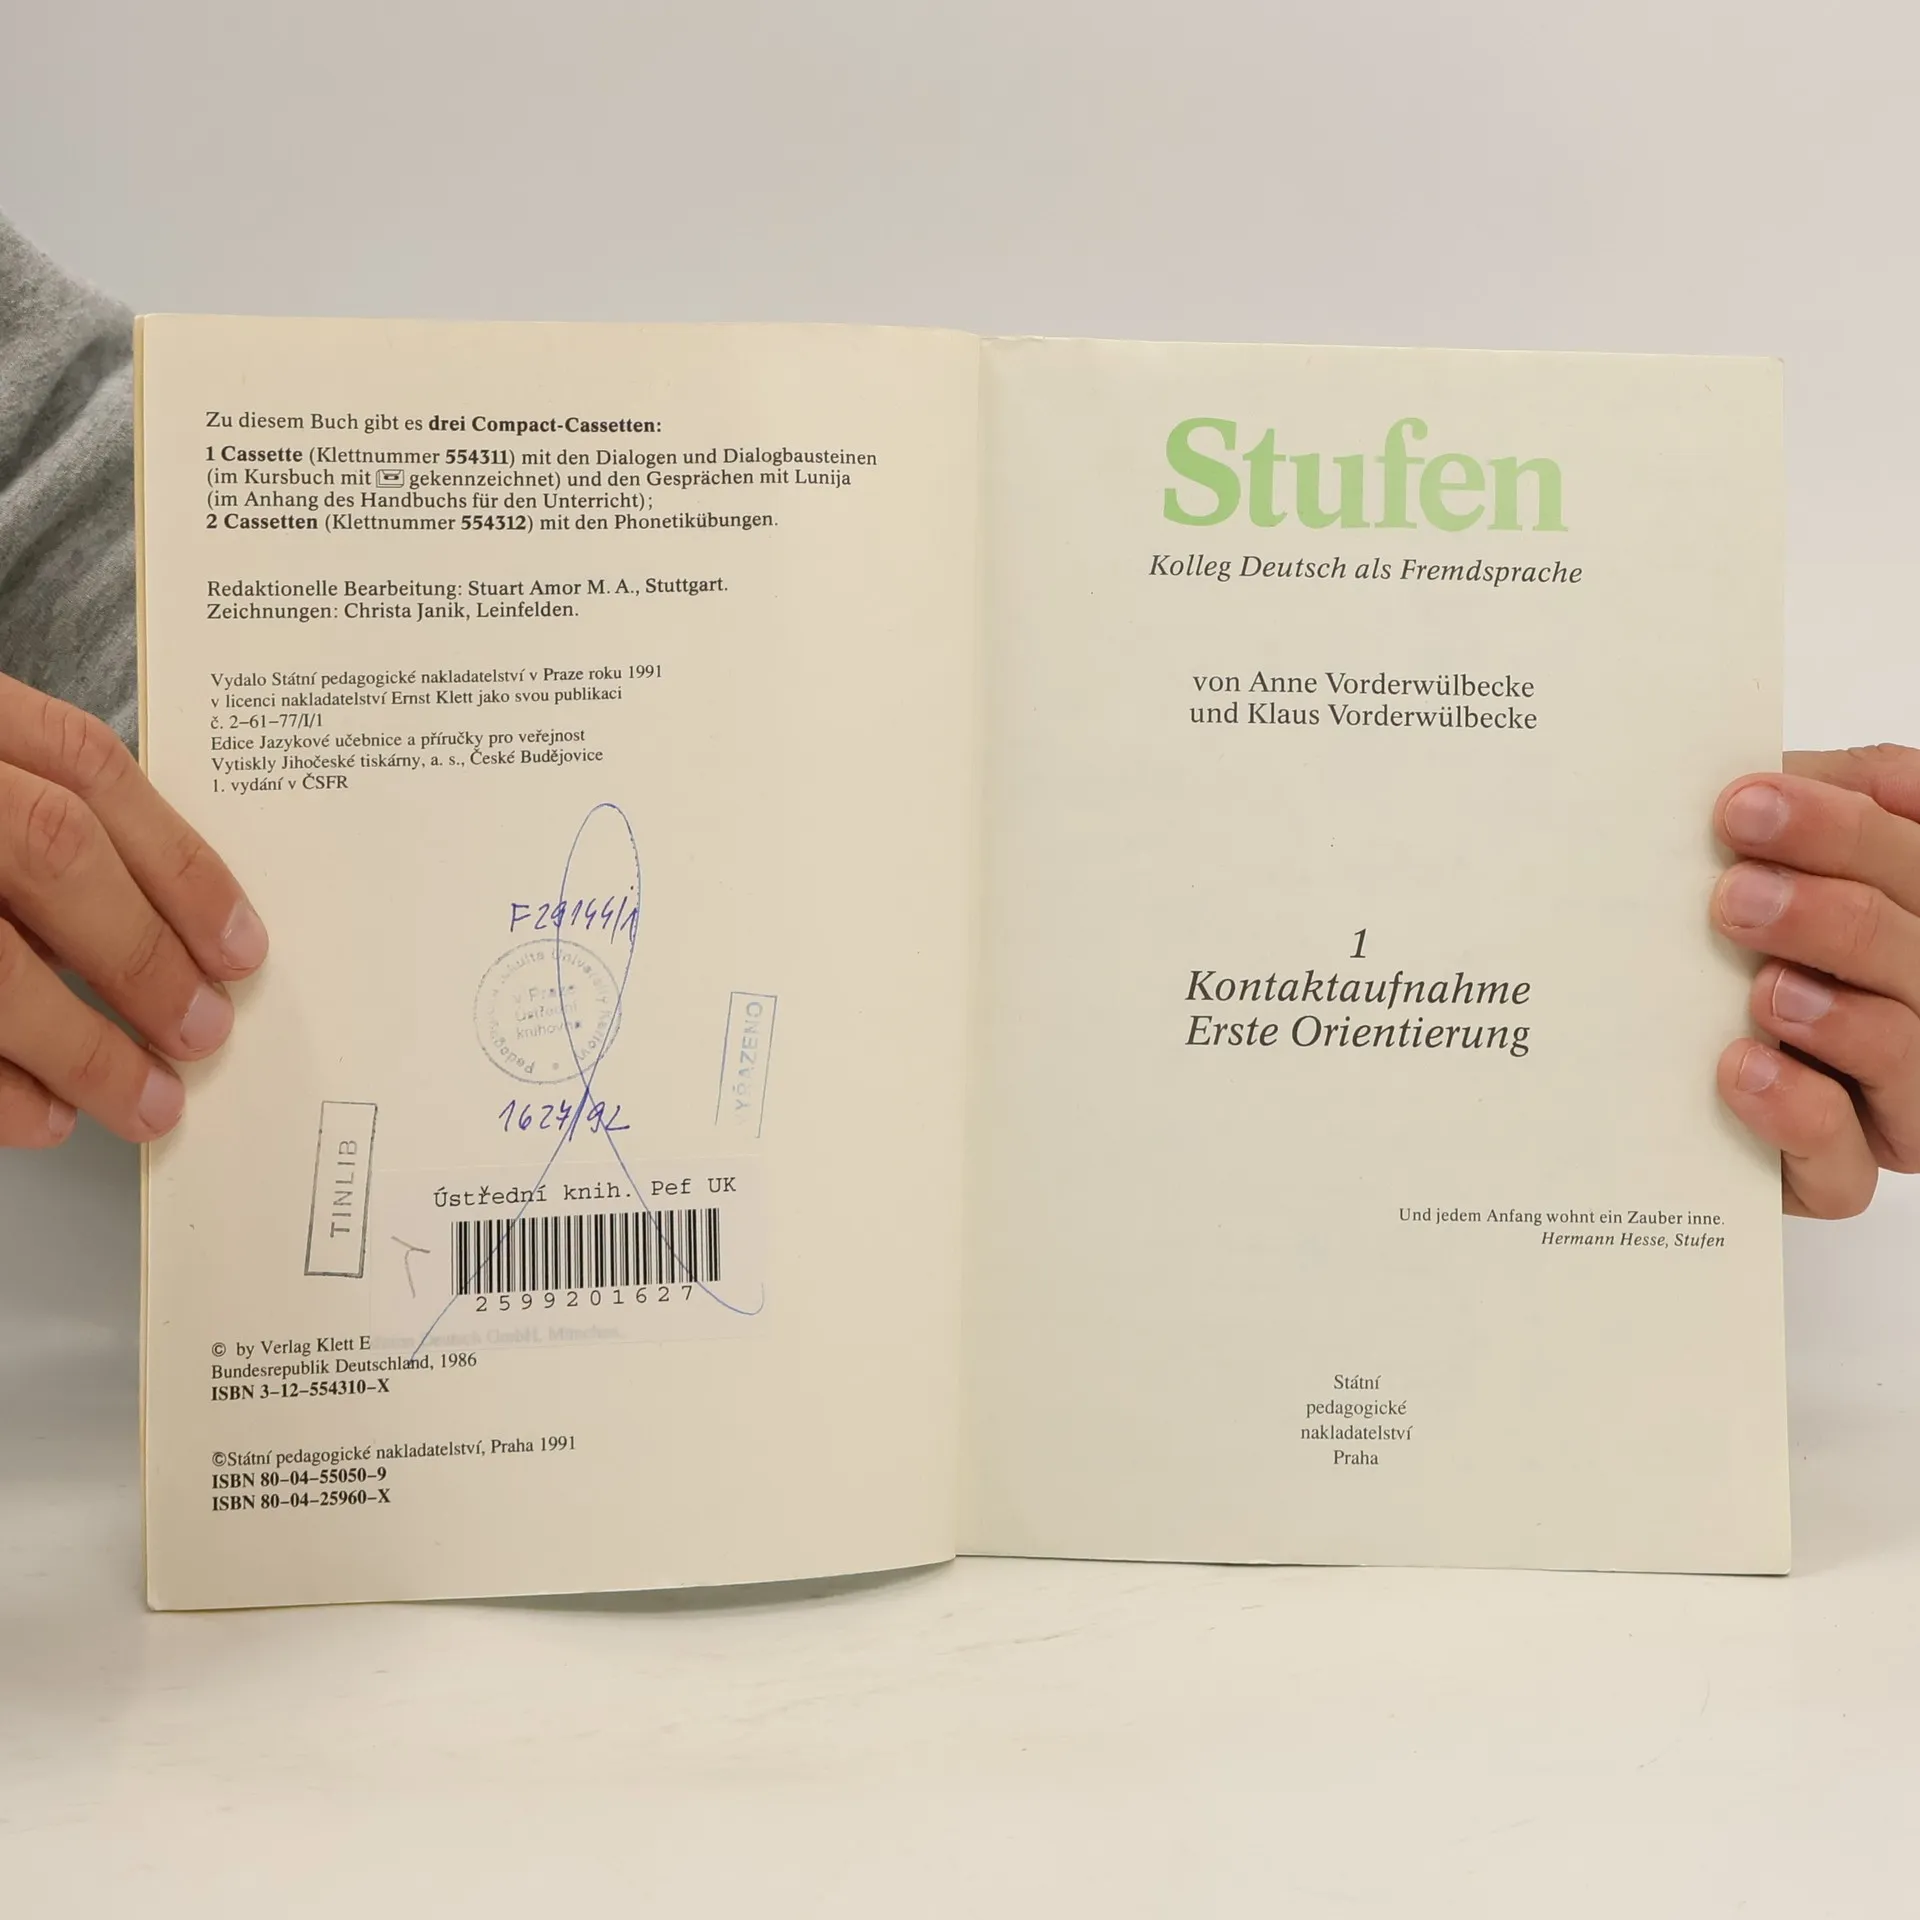 Zu diesem Buch gibt es drei Compact-Cassetten:
1 Cassette (Klettnummer 554311) mit den Dialogen und Dialogbausteinen
(im Kursbuch mit gekennzeichnet) und den Gesprächen mit Lunija
(im Anhang des Handbuchs für den Unterricht);
2 Cassetten (Klettnummer 554312) mit den Phonetikübungen.
Redaktionelle Bearbeitung: Stuart Amor M. A., Stuttgart.
Zeichnungen: Christa Janik, Leinfelden.
Vydalo Státní pedagogické nakladatelství v Praze roku 1991
v licenci nakladatelství Ernst Klett jako svou publikaci
č. 2–61–77/I/1
Edice Jazykové učebnice a příručky pro veřejnost
Vytiskly Jihočeské tiskárny, a. s., České Budějovice
1. vydání v ČSFR
F29144/1
v Praze
Ústřední
knihovna
1627/92
VYŘAZENO
TINLIB
Ústřední knih. Pef UK
2599201627
© by Verlag Klett E
Bundesrepublik Deutschland, 1986
ISBN 3–12–554310–X
©Státní pedagogické nakladatelství, Praha 1991
ISBN 80–04–55050–9
ISBN 80–04–25960–X
Stufen
Kolleg Deutsch als Fremdsprache
von Anne Vorderwülbecke
und Klaus Vorderwülbecke
1
Kontaktaufnahme
Erste Orientierung
Und jedem Anfang wohnt ein Zauber inne.
Hermann Hesse, Stufen
Státní
pedagogické
nakladatelství
Praha